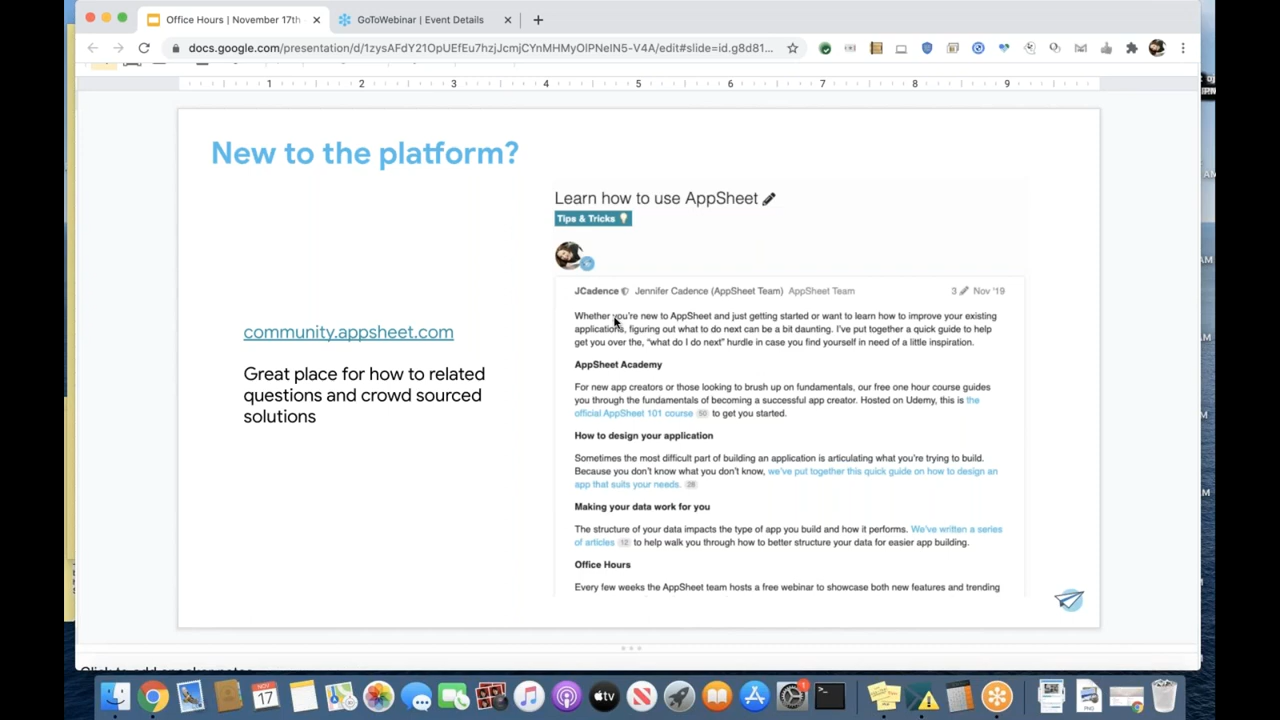 Office Hours | November 17th
GoToWebinar | Event Details
docs.google.com/presentation/d/1zysAFdY21OpUEfEu7hzjJcmjCYnMHMyOIPNeIN5-V4A/edit#slide=id.g8d81...
1 2 3 4 5 6 7 8 9
New to the platform?
Learn how to use AppSheet
Tips & Tricks
JCadence Jennifer Cadence (AppSheet Team) AppSheet Team 3 Nov '19
Whether you're new to AppSheet and just getting started or want to learn how to improve your existing
applications, figuring out what to do next can be a bit daunting. I've put together a quick guide to help
get you over the, "what do I do next" hurdle in case you find yourself in need of a little inspiration.
community.appsheet.com
Great place for how to related
questions and crowd sourced
solutions
AppSheet Academy
For new app creators or those looking to brush up on fundamentals, our free one hour course guides
you through the fundamentals of becoming a successful app creator. Hosted on Udemy, this is the
official AppSheet 101 course 50 to get you started.
How to design your application
Sometimes the most difficult part of building an application is articulating what you're trying to build.
Because you don't know what you don't know, we've put together this quick guide on how to design an
app that suits your needs. 28
Making your data work for you
The structure of your data impacts the type of app you build and how it performs. We've written a series
of articles 12 to help walk you through how to better structure your data for easier app building.
Office Hours
Every few weeks the AppSheet team hosts a free webinar to showcase both new features and trending
Click to add speaker notes
NOV
17
tv
1